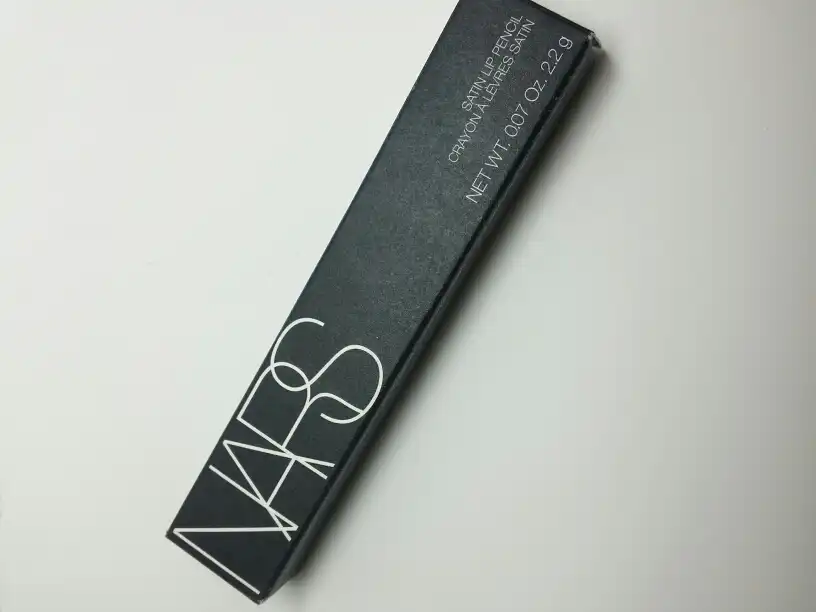 SATIN LIP PENCIL
CRAYON À LÈVRES SATIN
NET WT. 0.07 Oz. 2.2 g
NARS